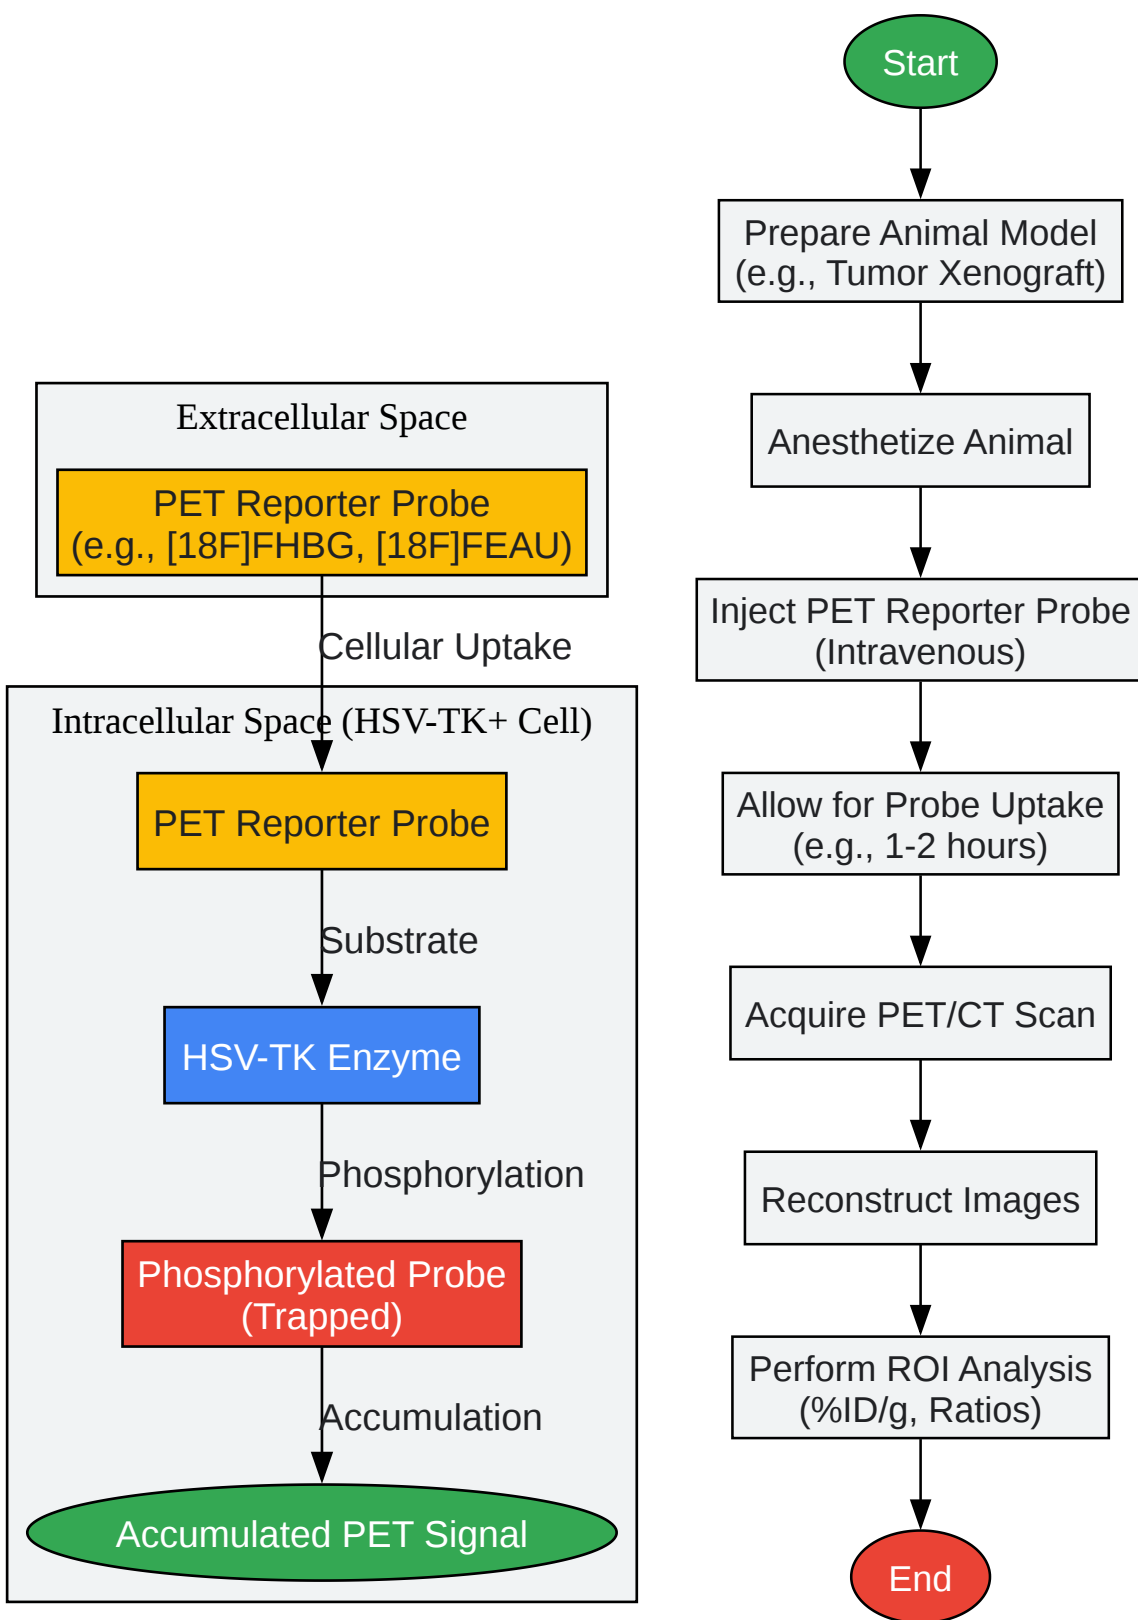 Extracellular Space
PET Reporter Probe
(e.g., [18F]FHBG, [18F]FEAU)
Cellular Uptake
Intracellular Space (HSV-TK+ Cell)
PET Reporter Probe
Substrate
HSV-TK Enzyme
Phosphorylation
Phosphorylated Probe
(Trapped)
Accumulation
Accumulated PET Signal
Start
Prepare Animal Model
(e.g., Tumor Xenograft)
Anesthetize Animal
Inject PET Reporter Probe
(Intravenous)
Allow for Probe Uptake
(e.g., 1-2 hours)
Acquire PET/CT Scan
Reconstruct Images
Perform ROI Analysis
(%ID/g, Ratios)
End